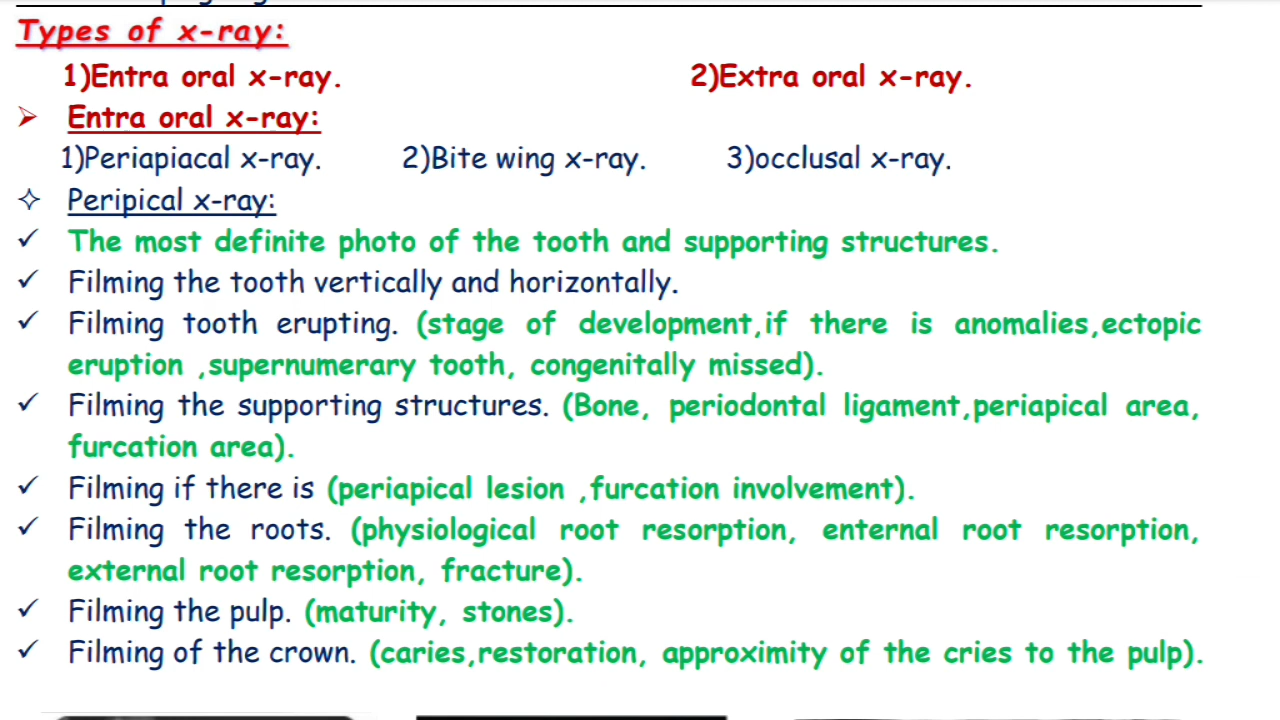 Types of x-ray:
1)Entra oral x-ray. 2)Extra oral x-ray.
Entra oral x-ray:
1)Periapiacal x-ray. 2)Bite wing x-ray. 3)occlusal x-ray.
Peripical x-ray:
The most definite photo of the tooth and supporting structures.
Filming the tooth vertically and horizontally.
Filming tooth erupting. (stage of development,if there is anomalies,ectopic
eruption ,supernumerary tooth, congenitally missed).
Filming the supporting structures. (Bone, periodontal ligament,periapical area,
furcation area).
Filming if there is (periapical lesion ,furcation involvement).
Filming the roots. (physiological root resorption, enternal root resorption,
external root resorption, fracture).
Filming the pulp. (maturity, stones).
Filming of the crown. (caries,restoration, approximity of the cries to the pulp).